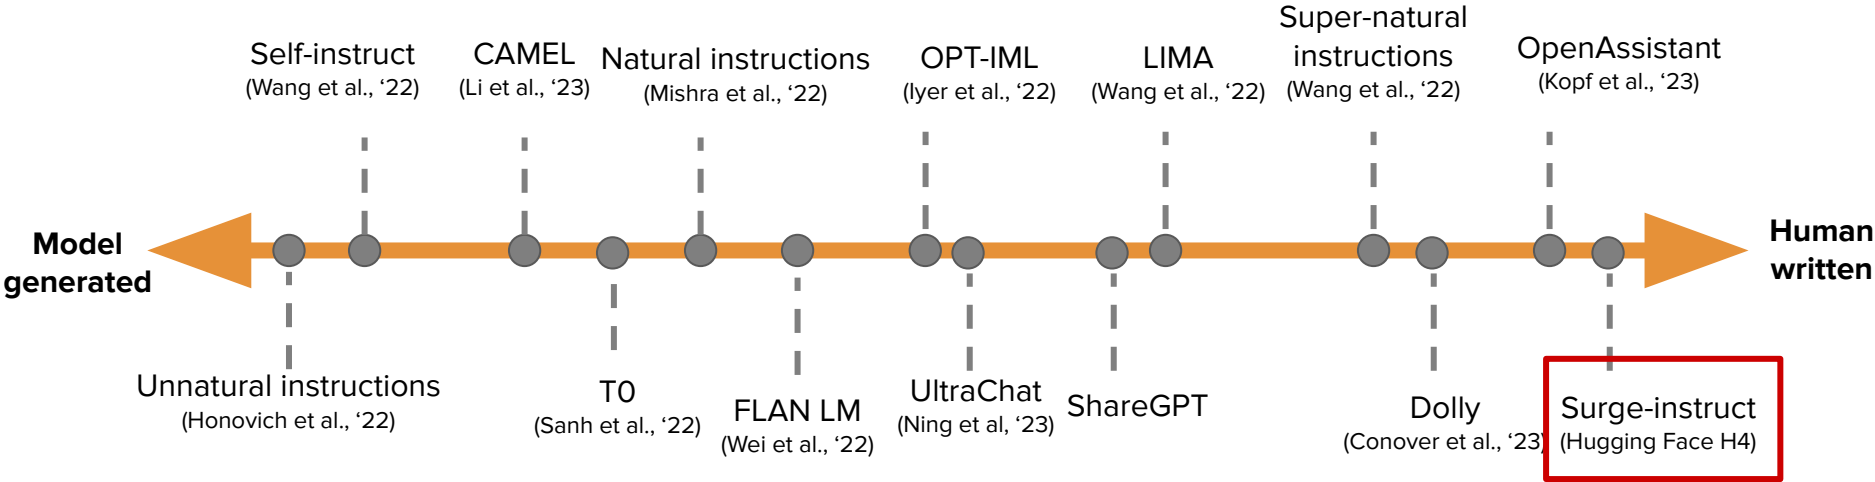 Self-instruct
(Wang et al., ‘22)
CAMEL
(Li et al., ‘23)
Natural instructions
(Mishra et al., ‘22)
OPT-IML
(Iyer et al., ‘22)
LIMA
(Wang et al., ‘22)
Super-natural
instructions
(Wang et al., ‘22)
OpenAssistant
(Kopf et al., ‘23)
Model
generated
Human
written
Unnatural instructions
(Honovich et al., ‘22)
T0
(Sanh et al., ‘22)
FLAN LM
(Wei et al., ‘22)
UltraChat
(Ning et al, ‘23)
ShareGPT
Dolly
(Conover et al., ‘23)
Surge-instruct
(Hugging Face H4)